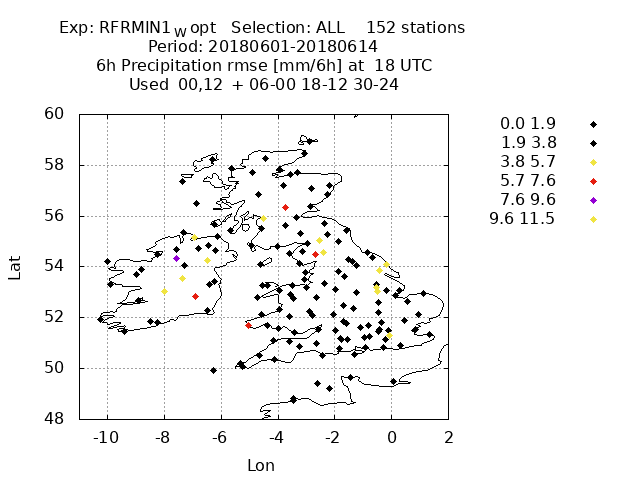 Exp: RFRMIN1 w opt Selection: ALL 152 stations
Period: 20180601-20180614
6h Precipitation rmse [mm/6h] at 18 UTC
Used 00,12 + 06-00 18-12 30-24
60
58
56
54
52
50
48
Lat
-10 -8 -6 -4 -2 0 2
Lon
0.0 1.9
1.9 3.8
3.8 5.7
5.7 7.6
7.6 9.6
9.6 11.5